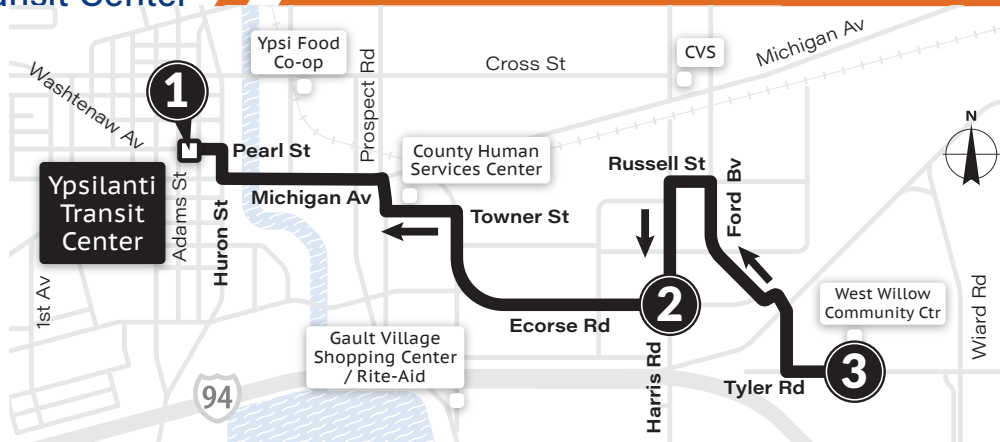 Transit Center
Ypsi Food
Co-op
Prospect Rd
Cross St
CVS
Michigan Av
Washtenaw Av
1
N
Pearl St
County Human
Services Center
Russell St
Ford Bv
Ypsilanti
Transit
Center
Adams St
Huron St
Michigan Av
Towner St
2
Ecorse Rd
West Willow
Community Ctr
Wiard Rd
1st Av
Gault Village
Shopping Center
/ Rite-Aid
94
Harris Rd
Tyler Rd
3